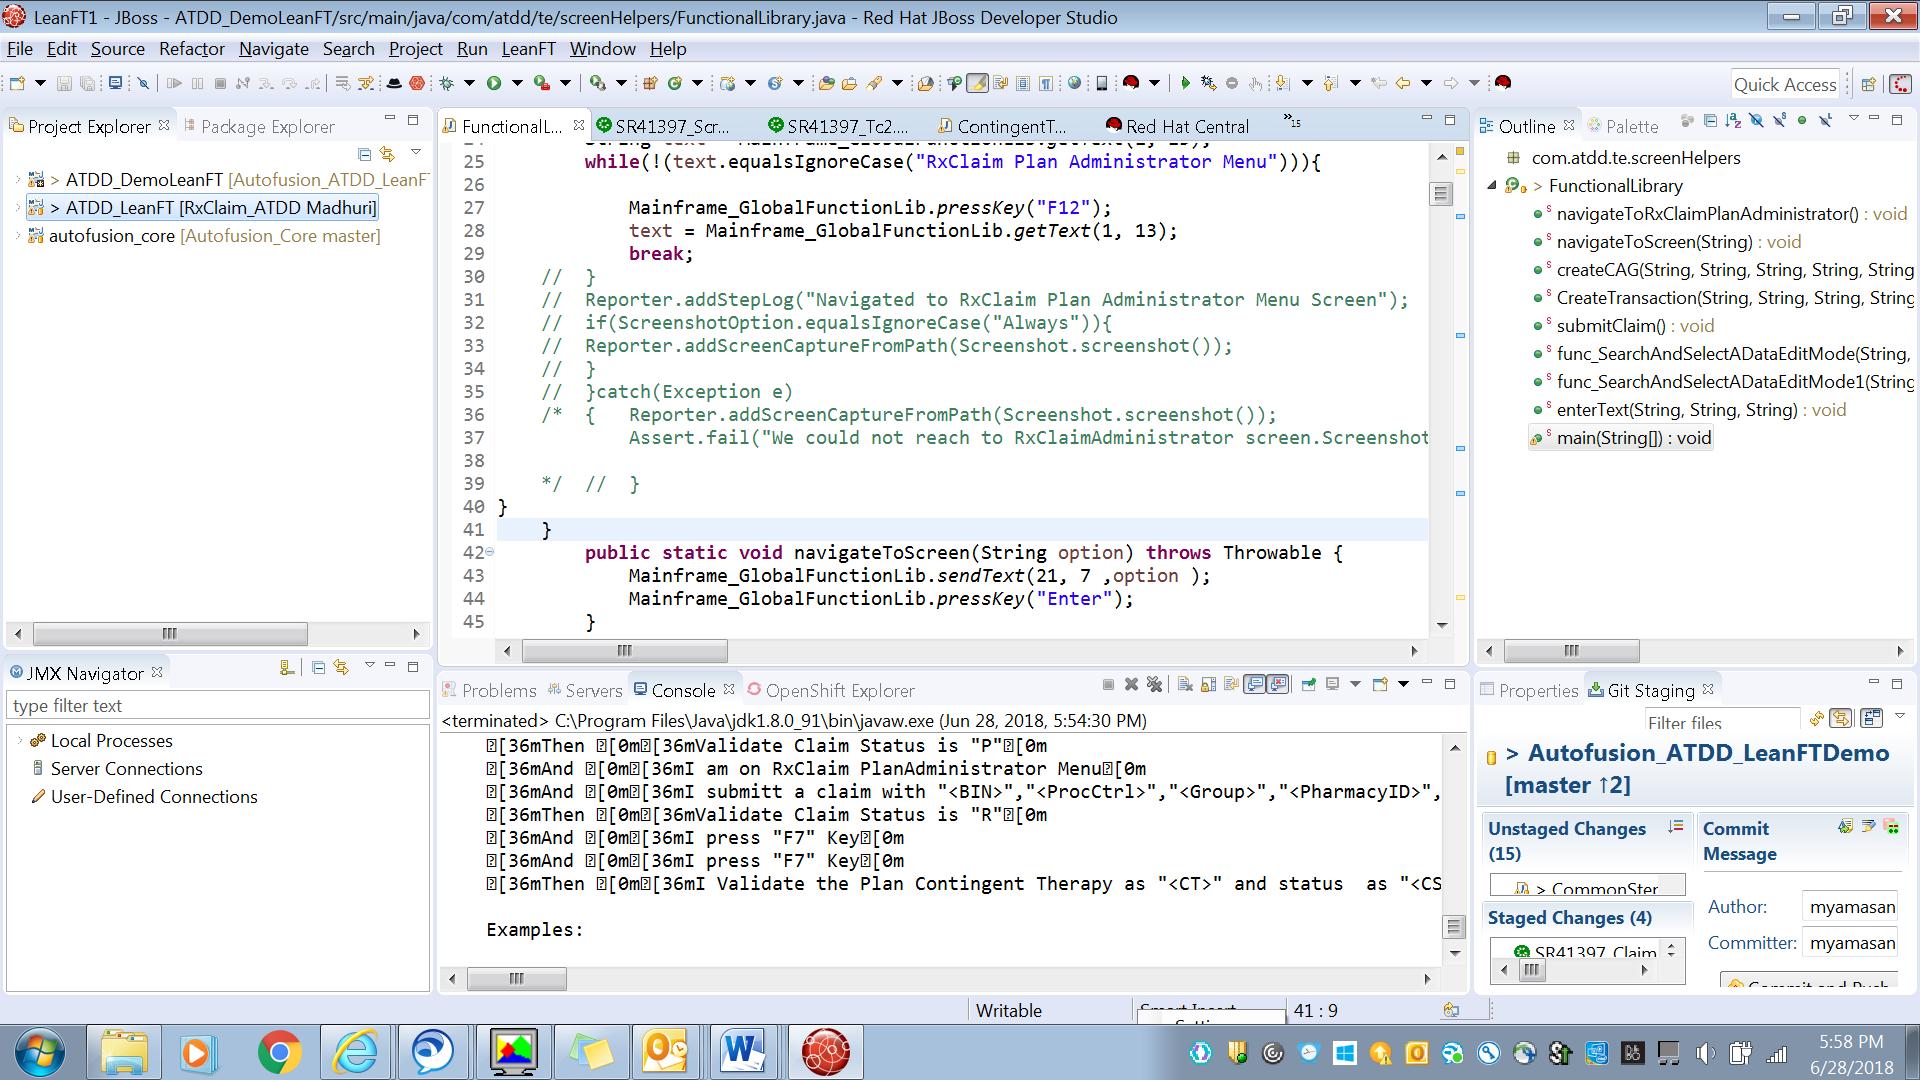 LeanFT1 - JBoss - ATDD_DemoLeanFT/src/main/java/com/atdd/te/screenHelpers/FunctionalLibrary.java - Red Hat JBoss Developer Studio
File Edit Source Refactor Navigate Search Project Run LeanFT Window Help
Quick Access
Project Explorer
Package Explorer
> ATDD_DemoLeanFT [Autofusion_ATDD_LeanF
> ATDD_LeanFT [RxClaim_ATDD Madhuri]
autofusion_core [Autofusion_Core master]
FunctionalL... SR41397_Scr... SR41397_Tc2.... ContingentT... Red Hat Central »15
25 while(!(text.equalsIgnoreCase("RxClaim Plan Administrator Menu"))){
26
27 Mainframe_GlobalFunctionLib.pressKey("F12");
28 text = Mainframe_GlobalFunctionLib.getText(1, 13);
29 break;
30 // }
31 // Reporter.addStepLog("Navigated to RxClaim Plan Administrator Menu Screen");
32 // if(ScreenshotOption.equalsIgnoreCase("Always")){
33 // Reporter.addScreenCaptureFromPath(Screenshot.screenshot());
34 // }
35 // }catch(Exception e)
36 /* { Reporter.addScreenCaptureFromPath(Screenshot.screenshot());
37 Assert.fail("We could not reach to RxClaimAdministrator screen.Screenshot
38
39 */ // }
40 }
41 }
42 public static void navigateToScreen(String option) throws Throwable {
43 Mainframe_GlobalFunctionLib.sendText(21, 7 ,option );
44 Mainframe_GlobalFunctionLib.pressKey("Enter");
45 }
Outline
Palette
com.atdd.te.screenHelpers
> FunctionalLibrary
navigateToRxClaimPlanAdministrator() : void
navigateToScreen(String) : void
createCAG(String, String, String, String, String
CreateTransaction(String, String, String, String
submitClaim() : void
func_SearchAndSelectADataEditMode(String,
func_SearchAndSelectADataEditMode1(String
enterText(String, String, String) : void
main(String[]) : void
JMX Navigator
type filter text
Local Processes
Server Connections
User-Defined Connections
Problems Servers Console OpenShift Explorer
<terminated> C:\Program Files\Java\jdk1.8.0_91\bin\javaw.exe (Jun 28, 2018, 5:54:30 PM)
[36mThen [0m[36mValidate Claim Status is "P"[0m
[36mAnd [0m[36mI am on RxClaim PlanAdministrator Menu[0m
[36mAnd [0m[36mI submitt a claim with "<BIN>","<ProcCtrl>","<Group>","<PharmacyID>",
[36mThen [0m[36mValidate Claim Status is "R"[0m
[36mAnd [0m[36mI press "F7" Key[0m
[36mAnd [0m[36mI press "F7" Key[0m
[36mThen [0m[36mI Validate the Plan Contingent Therapy as "<CT>" and status as "<CS
Examples:
Properties Git Staging
Filter files
> Autofusion_ATDD_LeanFTDemo
[master ↑2]
Unstaged Changes
(15)
> CommonSter
Staged Changes (4)
SR41397_Claim
Commit
Message
Author: myamasan
Committer: myamasan
Commit and Push
Writable
Smart Insert
41 : 9
5:58 PM
6/28/2018